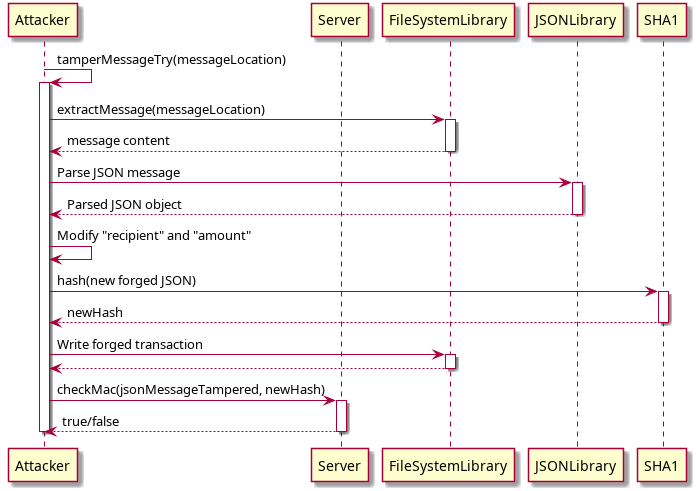 Attacker
Server
FileSystemLibrary
JSONLibrary
SHA1
tamperMessageTry(messageLocation)
extractMessage(messageLocation)
message content
Parse JSON message
Parsed JSON object
Modify "recipient" and "amount"
hash(new forged JSON)
newHash
Write forged transaction
checkMac(jsonMessageTampered, newHash)
true/false
Attacker
Server
FileSystemLibrary
JSONLibrary
SHA1